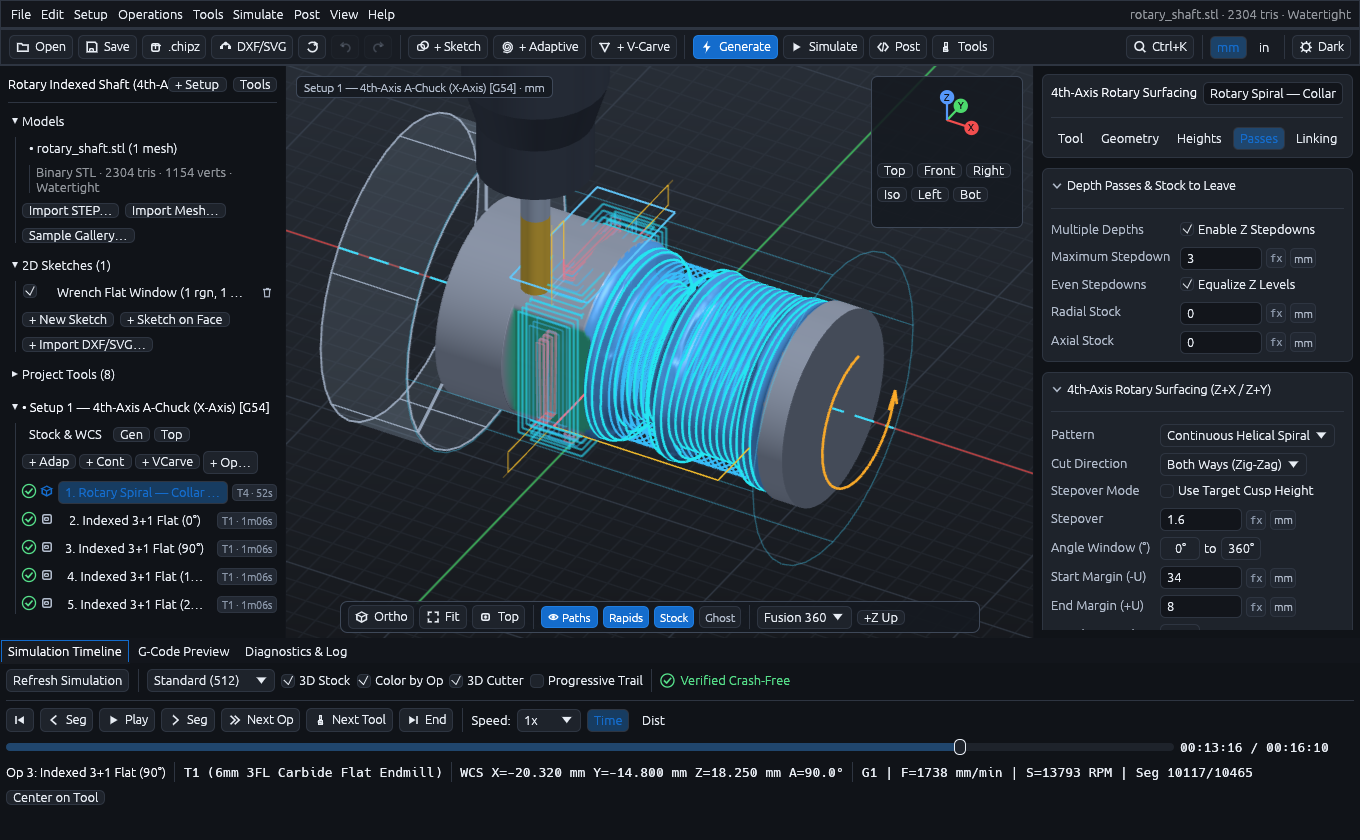 File Edit Setup Operations Tools Simulate Post View Help
rotary_shaft.stl · 2304 tris · Watertight
Open Save .chipz DXF/SVG + Sketch + Adaptive + V-Carve Generate Simulate Post Tools Ctrl+K mm in Dark
Rotary Indexed Shaft (4th-A + Setup Tools
▾ Models
• rotary_shaft.stl (1 mesh)
Binary STL · 2304 tris · 1154 verts ·
Watertight
Import STEP… Import Mesh…
Sample Gallery…
▾ 2D Sketches (1)
Wrench Flat Window (1 rgn, 1 …
+ New Sketch + Sketch on Face
+ Import DXF/SVG…
▸ Project Tools (8)
▾ • Setup 1 — 4th-Axis A-Chuck (X-Axis) [G54]
Stock & WCS Gen Top
+ Adap + Cont + VCarve + Op…
1. Rotary Spiral — Collar … T4 · 52s
2. Indexed 3+1 Flat (0°) T1 · 1m06s
3. Indexed 3+1 Flat (90°) T1 · 1m06s
4. Indexed 3+1 Flat (1… T1 · 1m06s
5. Indexed 3+1 Flat (2… T1 · 1m06s
Setup 1 — 4th-Axis A-Chuck (X-Axis) [G54] · mm
Z
Y
X
Top Front Right
Iso Left Bot
Ortho Fit Top Paths Rapids Stock Ghost Fusion 360 +Z Up
4th-Axis Rotary Surfacing Rotary Spiral — Collar
Tool Geometry Heights Passes Linking
Depth Passes & Stock to Leave
Multiple Depths Enable Z Stepdowns
Maximum Stepdown 3 fx mm
Even Stepdowns Equalize Z Levels
Radial Stock 0 fx mm
Axial Stock 0 fx mm
4th-Axis Rotary Surfacing (Z+X / Z+Y)
Pattern Continuous Helical Spiral
Cut Direction Both Ways (Zig-Zag)
Stepover Mode Use Target Cusp Height
Stepover 1.6 fx mm
Angle Window (°) 0° to 360°
Start Margin (-U) 34 fx mm
End Margin (+U) 8 fx mm
Simulation Timeline G-Code Preview Diagnostics & Log
Refresh Simulation Standard (512) 3D Stock Color by Op 3D Cutter Progressive Trail Verified Crash-Free
Seg Play Seg Next Op Next Tool End Speed: 1x Time Dist
00:13:16 / 00:16:10
Op 3: Indexed 3+1 Flat (90°) T1 (6mm 3FL Carbide Flat Endmill) WCS X=-20.320 mm Y=-14.800 mm Z=18.250 mm A=90.0° G1 | F=1738 mm/min | S=13793 RPM | Seg 10117/10465
Center on Tool